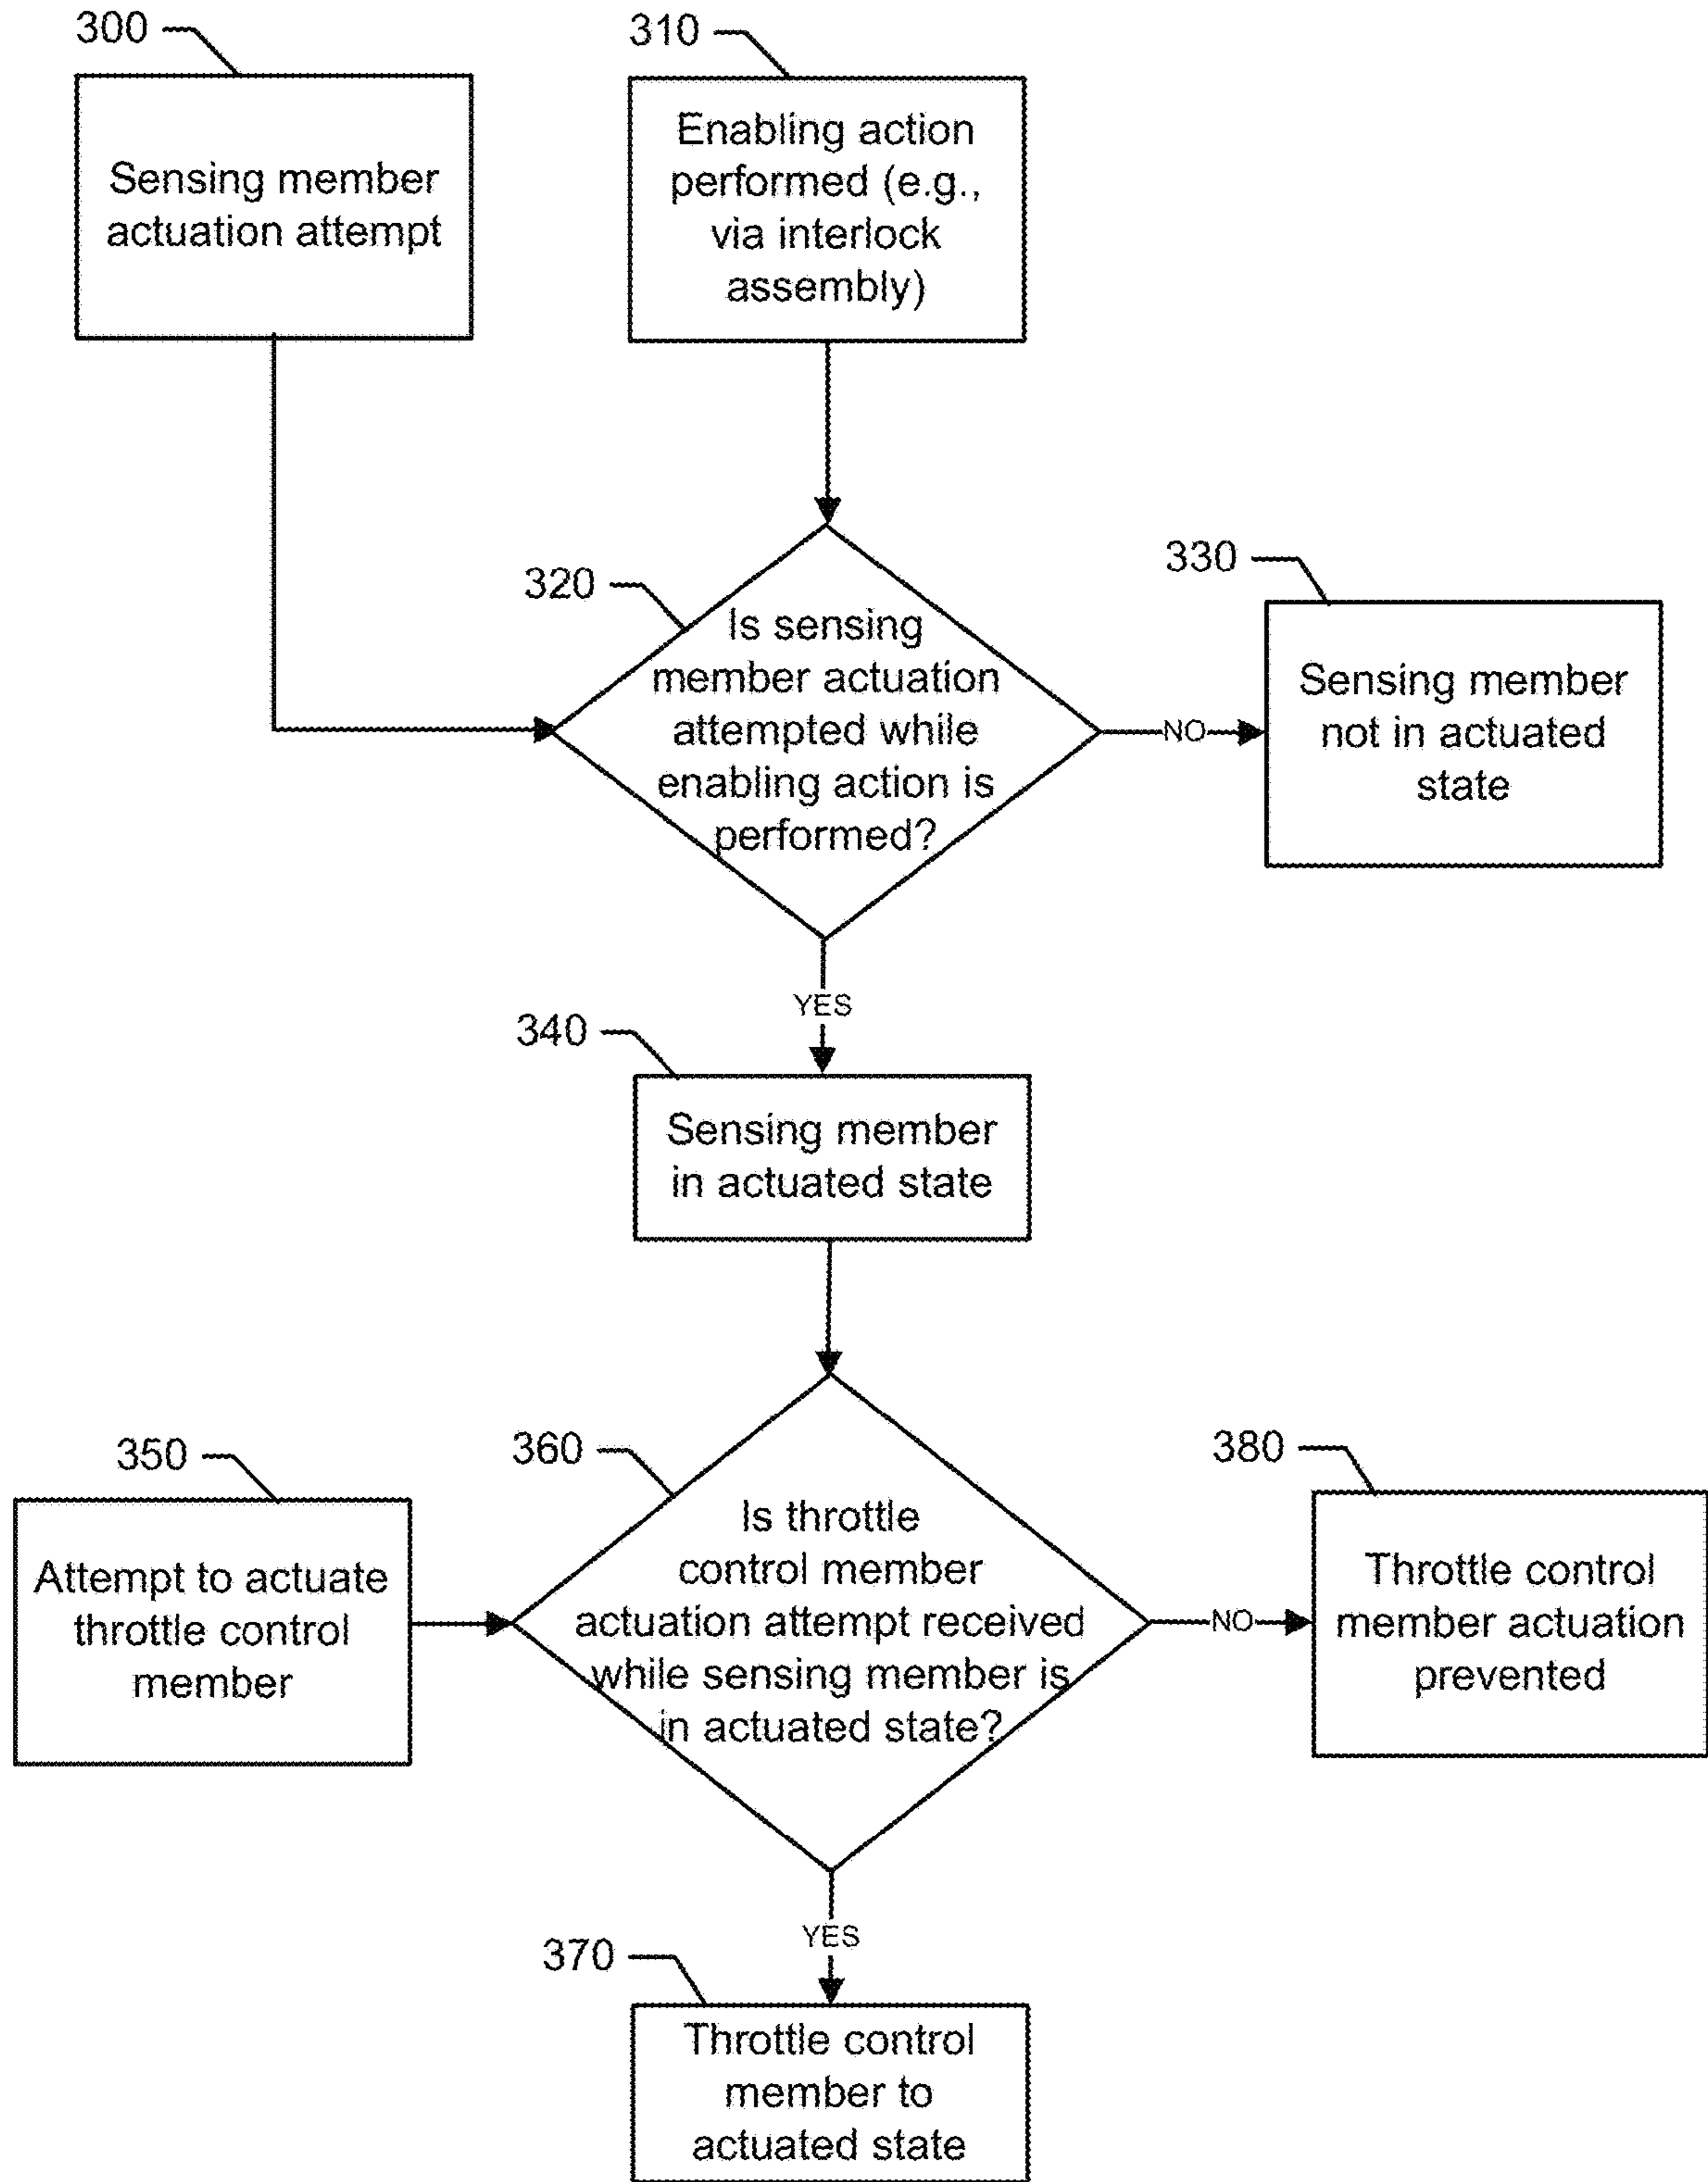 300
Sensing member
actuation attempt
310
Enabling action
performed (e.g.,
via interlock
assembly)
320
Is sensing
member actuation
attempted while
enabling action is
performed?
NO
330
Sensing member
not in actuated
state
YES
340
Sensing member
in actuated state
350
Attempt to actuate
throttle control
member
360
Is throttle
control member
actuation attempt received
while sensing member is
in actuated state?
NO
380
Throttle control
member actuation
prevented
YES
370
Throttle control
member to
actuated state